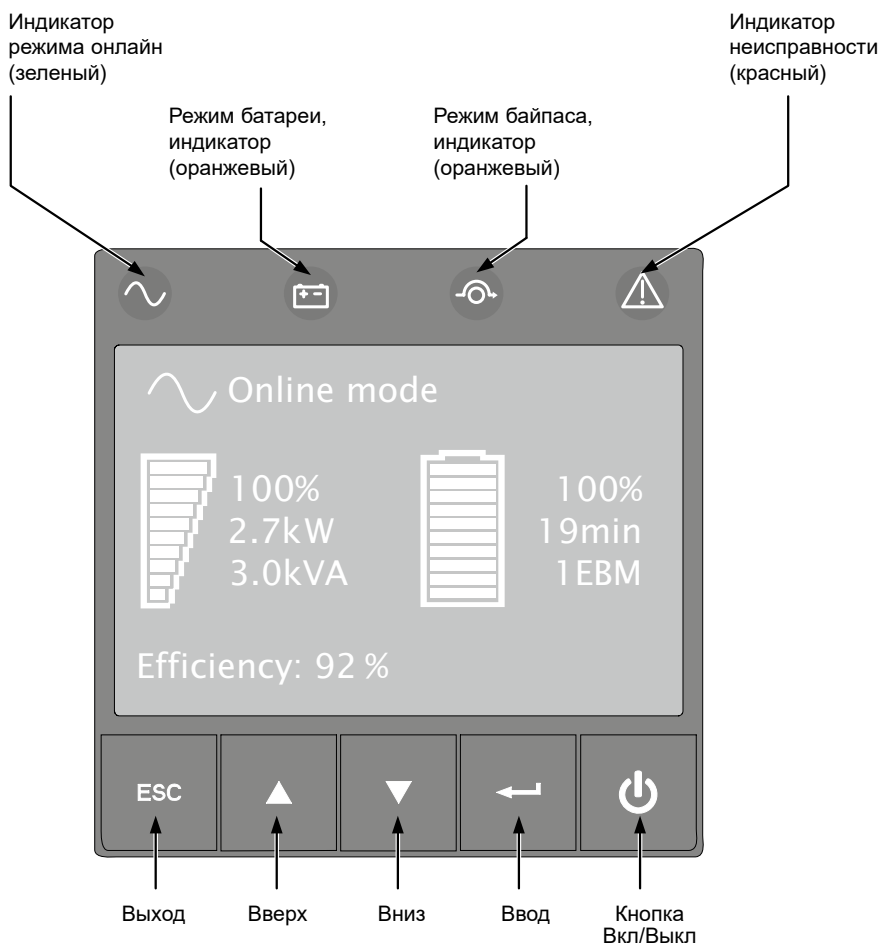 Индикатор
режима онлайн
(зеленый)
Режим батареи,
индикатор
(оранжевый)
Режим байпаса,
индикатор
(оранжевый)
Индикатор
неисправности
(красный)
Online mode
100%
2.7kW
3.0kVA
100%
19min
1EBM
Efficiency: 92 %
ESC
Выход
Вверх
Вниз
Ввод
Кнопка
Вкл/Выкл